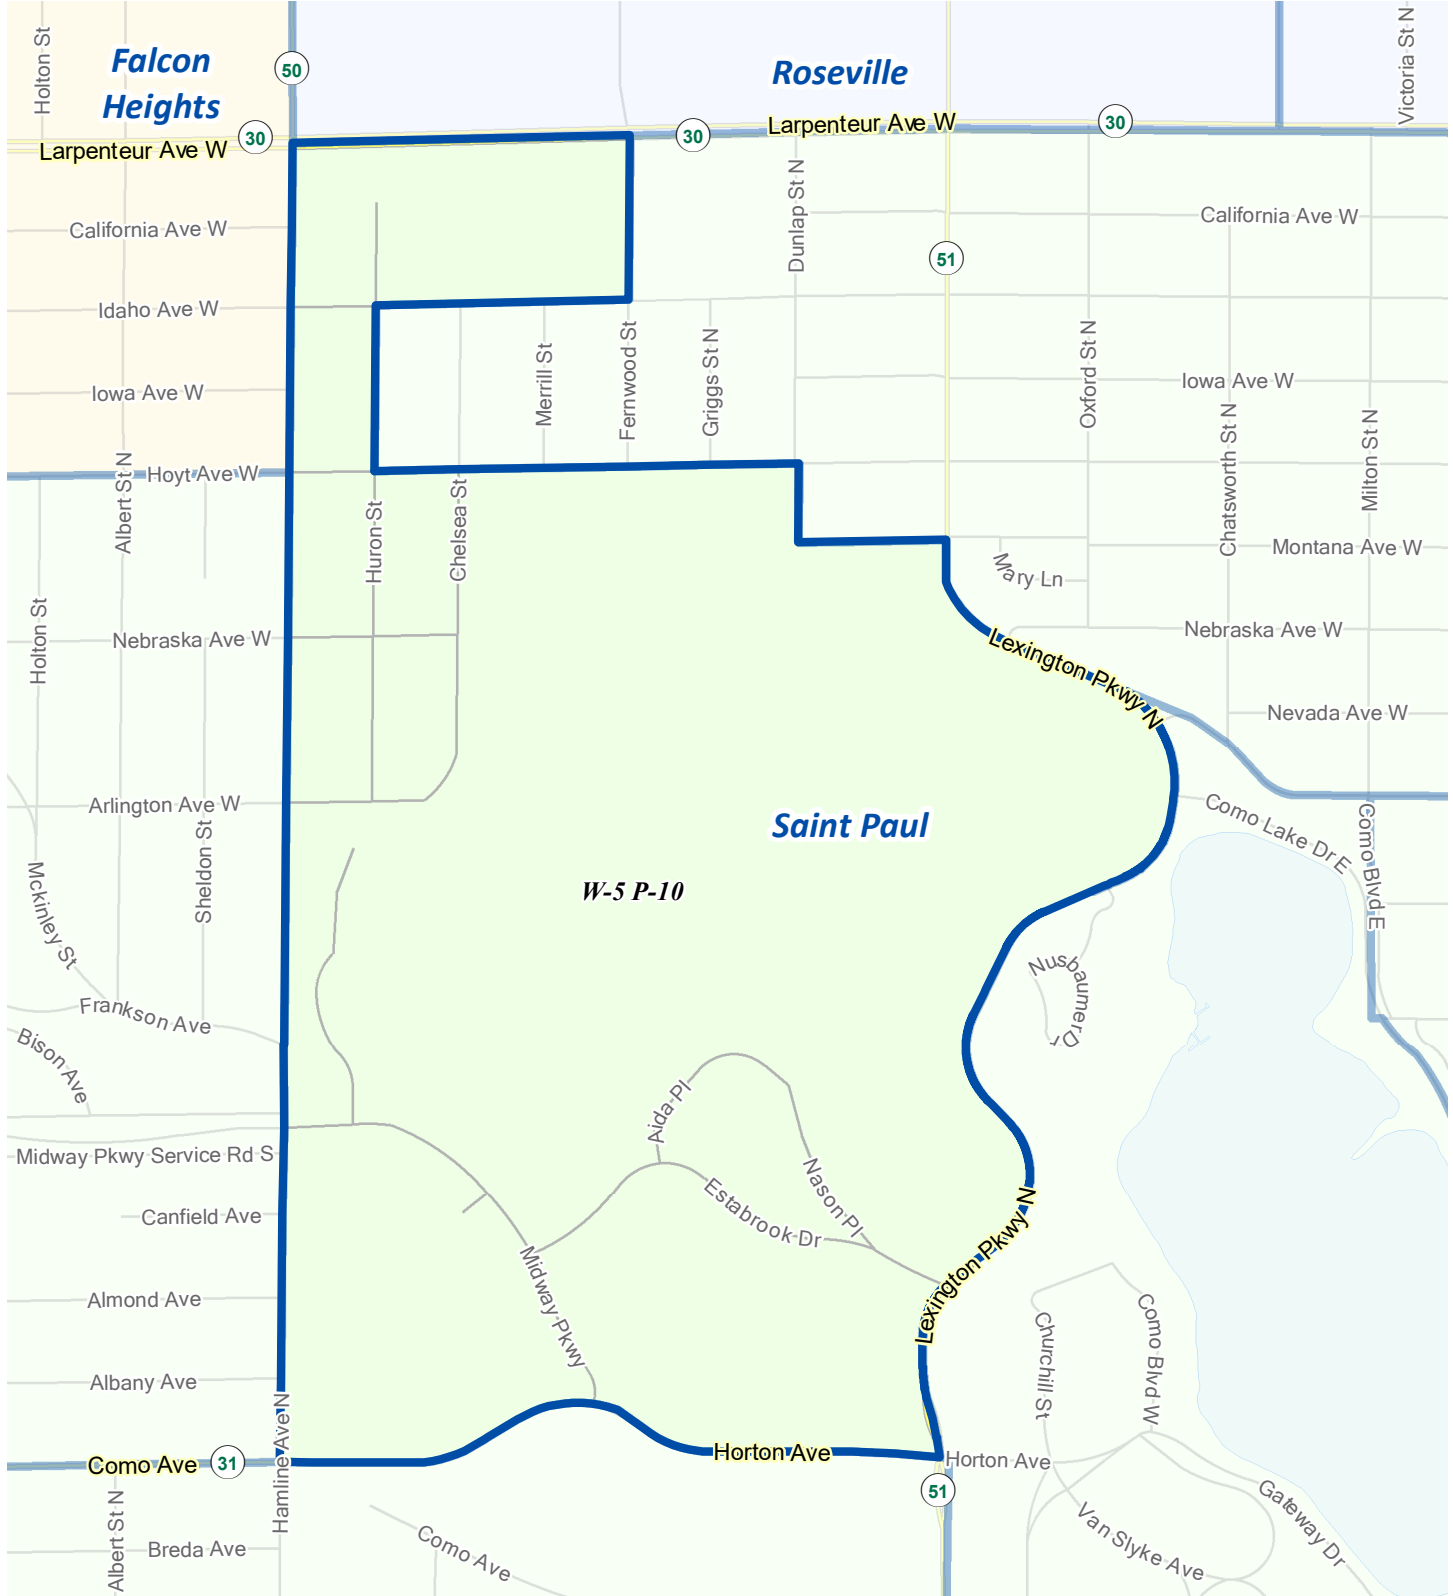 Holton St
Falcon
Heights
50
Roseville
Victoria St N
30
Larpenteur Ave W
30
Larpenteur Ave W
30
California Ave W
Dunlap St N
California Ave W
51
Idaho Ave W
Merrill St
Fernwood St
Griggs St N
Oxford St N
Iowa Ave W
Iowa Ave W
Albert St N
Hoyt Ave W
Huron St
Chelsea St
Chatsworth St N
Milton St N
Montana Ave W
Mary Ln
Holton St
Nebraska Ave W
Lexington Pkwy N
Nebraska Ave W
Nevada Ave W
Arlington Ave W
Sheldon St
Saint Paul
Como Lake Dr E
Como Blvd E
Mckinley St
W-5 P-10
Nusbaumer Dr
Frankson Ave
Bison Ave
Aida Pl
Midway Pkwy Service Rd S
Nason Pl
Estabrook Dr
Canfield Ave
Midway Pkwy
Lexington Pkwy N
Almond Ave
Churchill St
Como Blvd W
Albany Ave
Hamline Ave N
Como Ave
31
Horton Ave
Horton Ave
51
Albert St N
Breda Ave
Como Ave
Van Slyke Ave
Gateway Dr